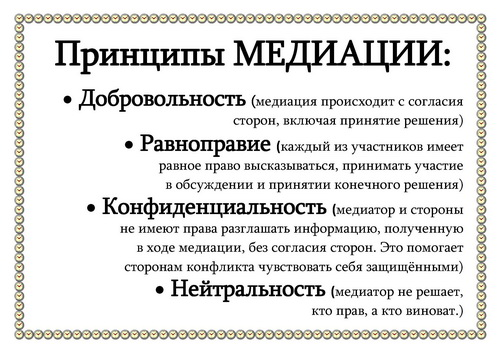 Принципы МЕДИАЦИИ:
• Добровольность (медиация происходит с согласия
сторон, включая принятие решения)
• Равноправие (каждый из участников имеет
равное право высказываться, принимать участие
в обсуждении и принятии конечного решения)
• Конфиденциальность (медиатор и стороны
не имеют права разглашать информацию, полученную
в ходе медиации, без согласия сторон. Это помогает
сторонам конфликта чувствовать себя защищёнными)
• Нейтральность (медиатор не решает,
кто прав, а кто виноват.)